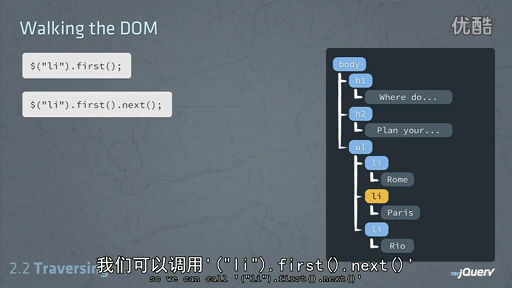 Walking the DOM
优酷
$("li").first();
$("li").first().next();
body
h1
Where do...
h2
Plan your...
ul
li
Rome
li
Paris
li
Rio
2.2 Traversing
我们可以调用'("li").first().next()'
so we can call '("li").first().next()'
TRY jQuery